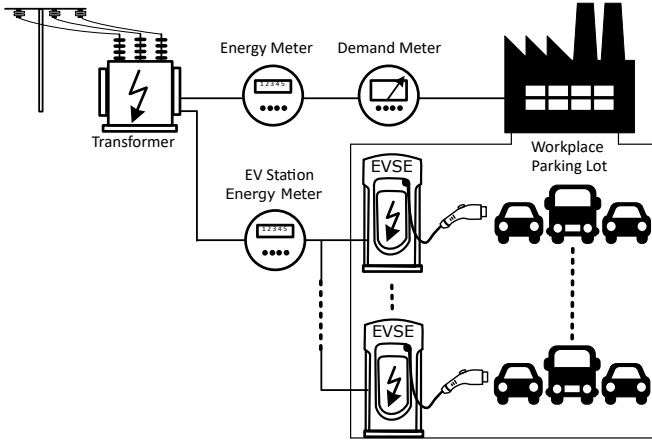 Energy Meter
Demand Meter
12345
Transformer
Workplace
Parking Lot
EV Station
Energy Meter
EVSE
12345
EVSE